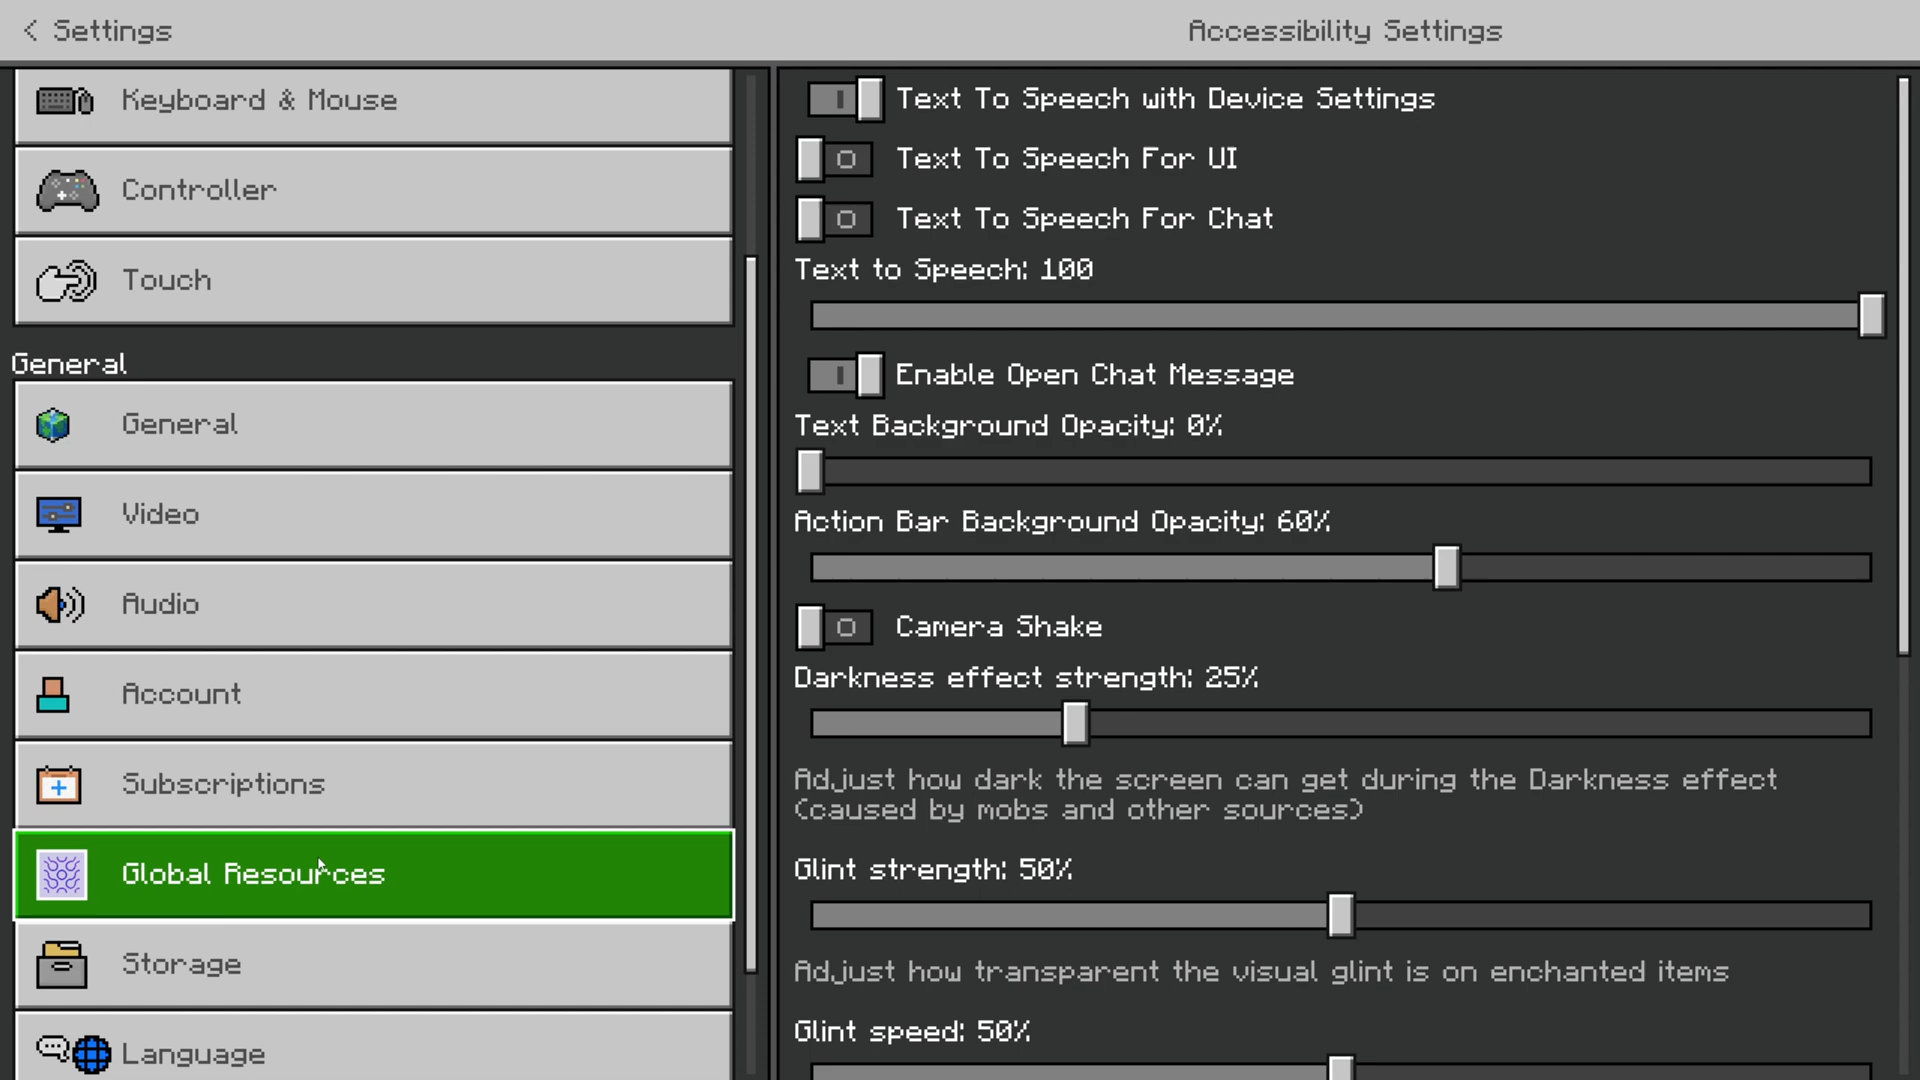 Settings
Accessibility Settings
Keyboard & Mouse
Controller
Touch
General
General
Video
Audio
Account
Subscriptions
Global Resources
Storage
Language
Text To Speech with Device Settings
Text To Speech For UI
Text To Speech For Chat
Text to Speech: 100
Enable Open Chat Message
Text Background Opacity: 0%
Action Bar Background Opacity: 60%
Camera Shake
Darkness effect strength: 25%
Adjust how dark the screen can get during the Darkness effect
(caused by mobs and other sources)
Glint strength: 50%
Adjust how transparent the visual glint is on enchanted items
Glint speed: 50%